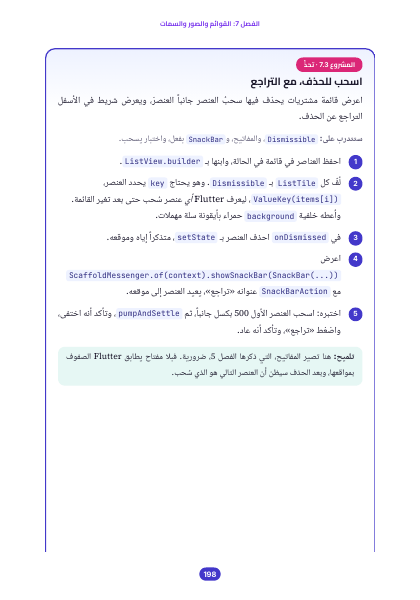 الفصل 7: القوائم والصور والسمات
المشروع 7.3 · تحدٍّ
اسحب للحذف، مع التراجع
اعرض قائمة مشتريات يحذف فيها سحبُ العنصر جانباً العنصرَ، ويعرض شريط في الأسفل
التراجع عن هذا الحذف.
ستتدرب على: Dismissible، والمفاتيح، و SnackBar بفعل، واختبار بسحب.
1 احفظ العناصر في قائمة في الحالة، وابنها بـ ListView.builder.
2 لُف كل ListTile بـ Dismissible. وهو يحتاج key يحدد العنصر،
ValueKey(items[i])، ليعرف Flutter أي عنصر سُحب حتى بعد تغير القائمة.
وأعطه خلفية background حمراء بأيقونة سلة مهملات.
3 في onDismissed احذف العنصر بـ setState، متذكراً إياه وموقعه.
4 اعرض
ScaffoldMessenger.of(context).showSnackBar(SnackBar(...))
مع SnackBarAction عنوانه «تراجع»، يعيد العنصر إلى موقعه.
5 اختبره: اسحب العنصر الأول 500 بكسل جانباً، ثم pumpAndSettle، وتأكد أنه اختفى،
واضغط «تراجع»، وتأكد أنه عاد.
تلميح: هنا تصير المفاتيح، التي ذكرها الفصل 5، ضرورية. فبلا مفتاح يطابق Flutter الصفوف
بمواقعها، وبعد الحذف سيظن أن العنصر التالي هو الذي سُحب.
198